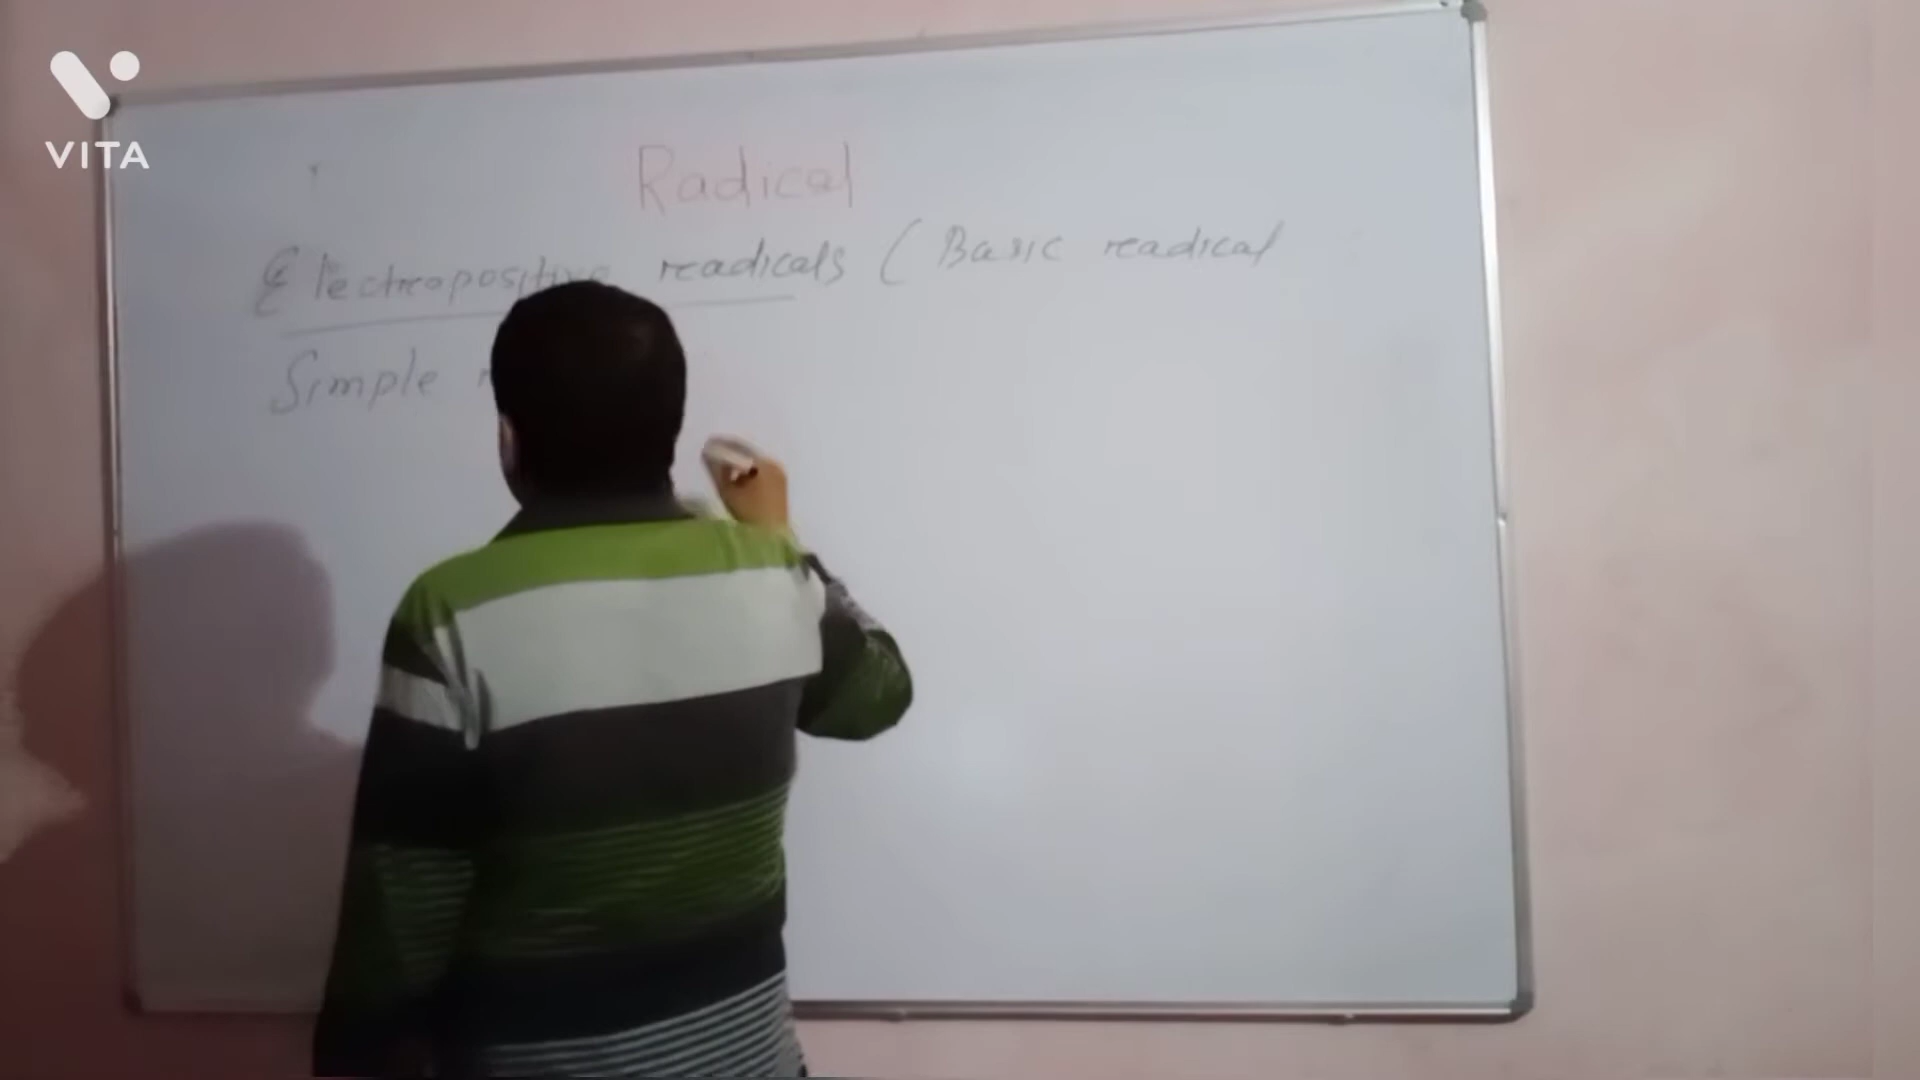 VITA
Radical
Electropositive readicals ( Basic readical
Simple